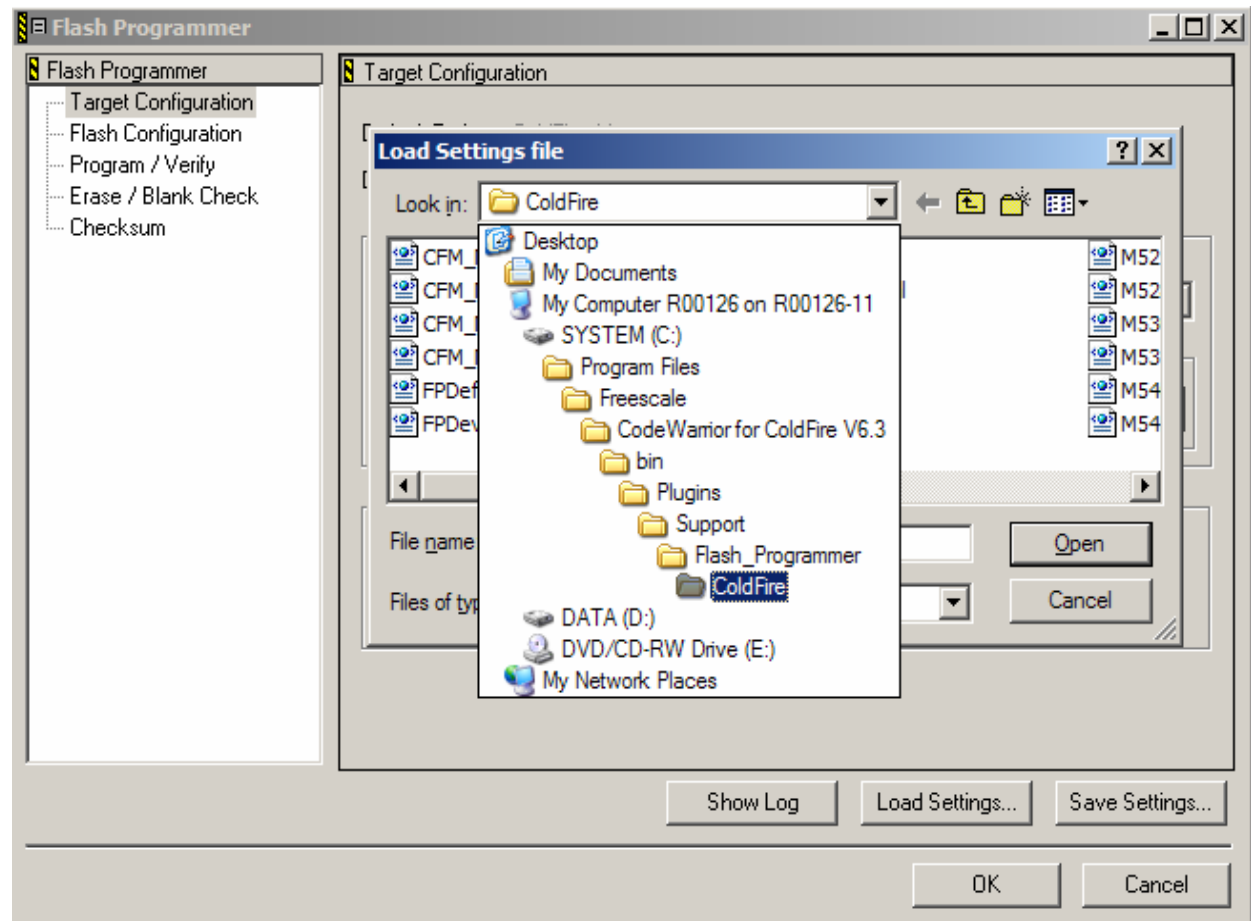 Flash Programmer
Flash Programmer
Target Configuration
Flash Configuration
Program / Verify
Erase / Blank Check
Checksum
Target Configuration
Load Settings file
Look in:
ColdFire
Desktop
My Documents
My Computer R00126 on R00126-11
SYSTEM (C:)
Program Files
Freescale
CodeWarrior for ColdFire V6.3
bin
Plugins
Support
Flash_Programmer
ColdFire
DATA (D:)
DVD/CD-RW Drive (E:)
My Network Places
CFM_
CFM_
CFM_
CFM_
FPDef
FPDev
M52
M52
M53
M53
M54
M54
File name
Files of typ
Open
Cancel
Show Log
Load Settings...
Save Settings...
OK
Cancel